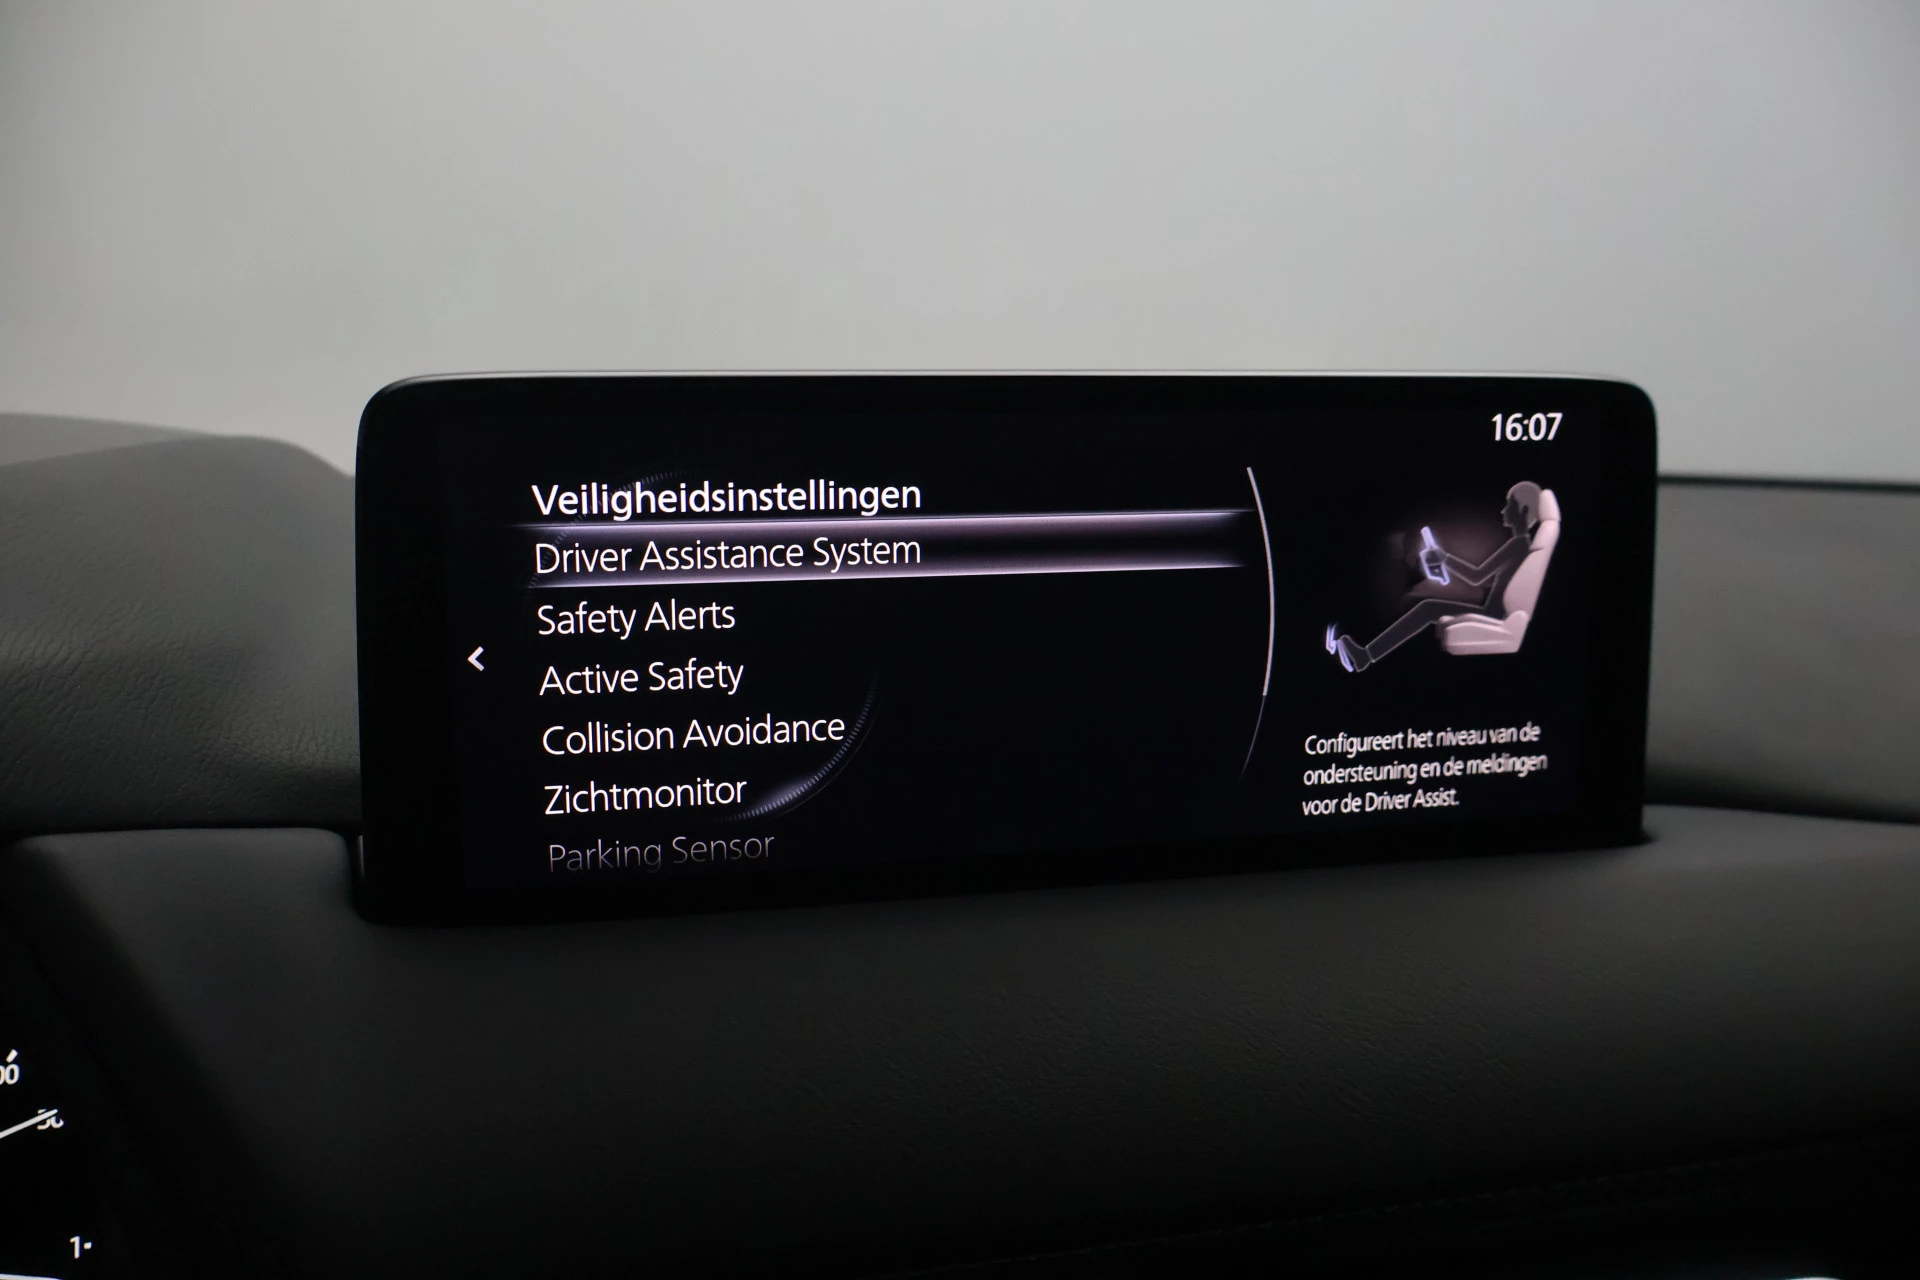 16:07
Veiligheidsinstellingen
Driver Assistance System
Safety Alerts
Active Safety
Collision Avoidance
Zichtmonitor
Parking Sensor
Configureert het niveau van de
ondersteuning en de meldingen
voor de Driver Assist.
1